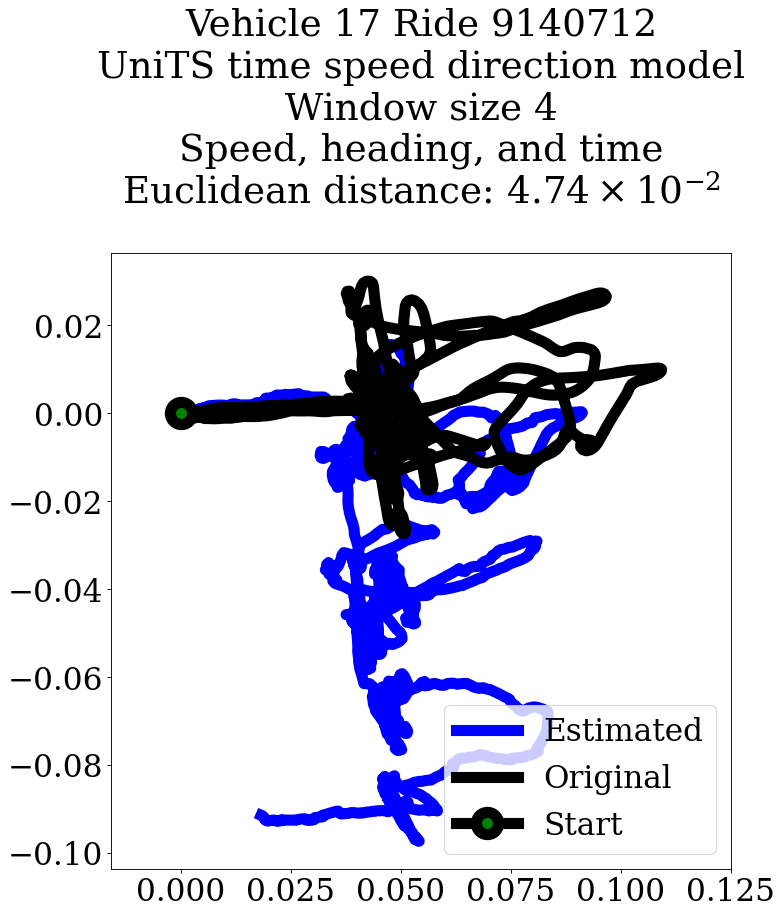 Vehicle 17 Ride 9140712
UniTS time speed direction model
Window size 4
Speed, heading, and time
Euclidean distance: 4.74 × 10⁻²
0.02
0.00
−0.02
−0.04
−0.06
−0.08
−0.10
Estimated
Original
Start
0.000 0.025 0.050 0.075 0.100 0.125